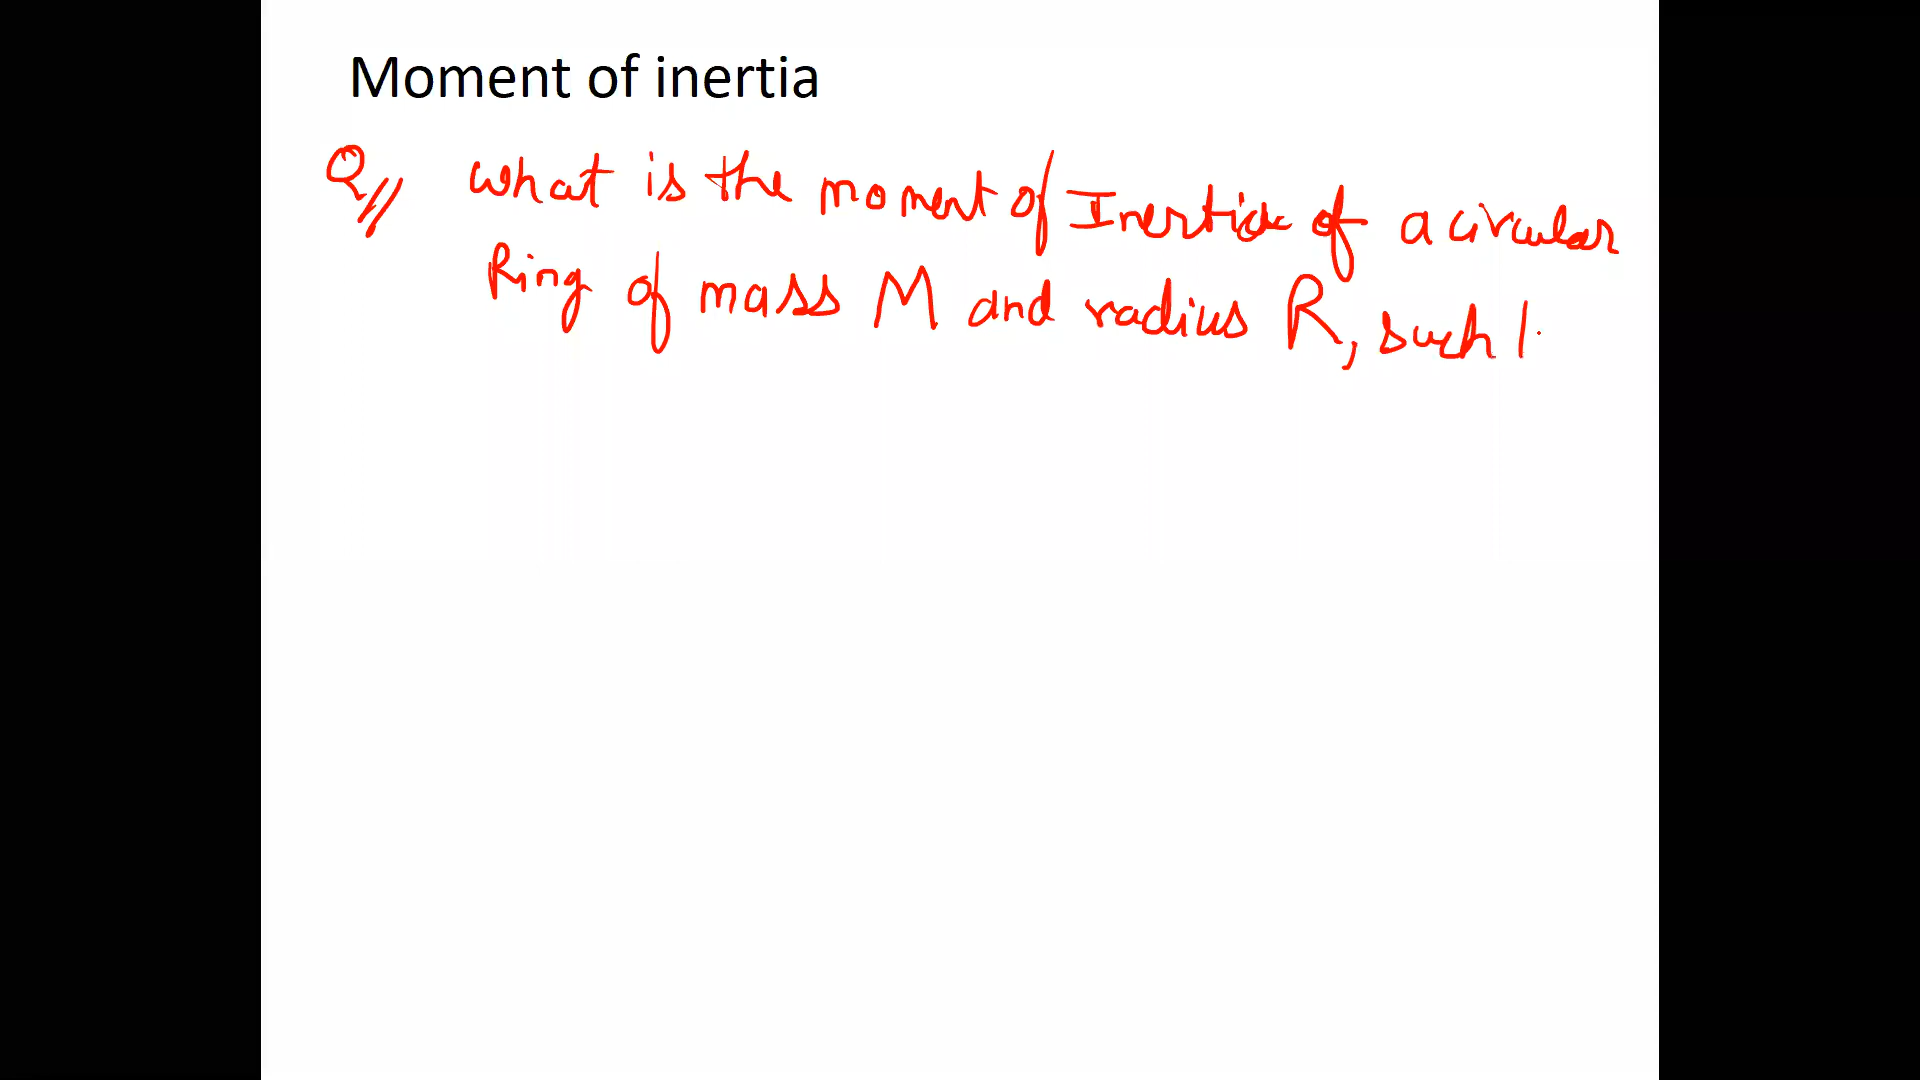 Moment of inertia
Q// what is the moment of Inertia of a circular
Ring of mass M and radius R, such